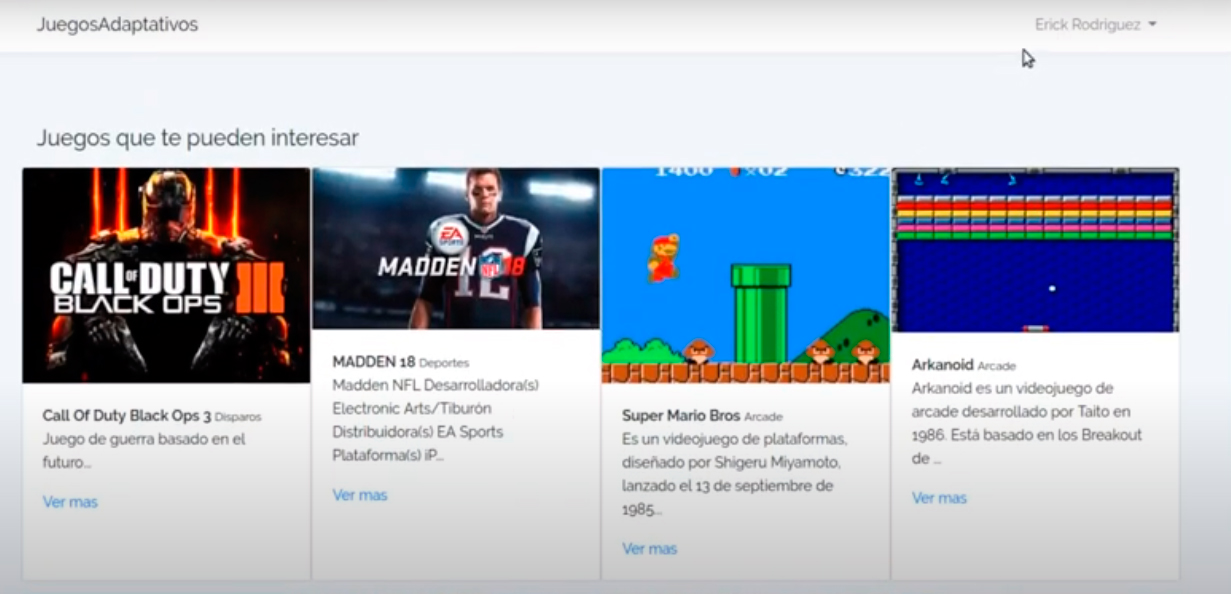 JuegosAdaptativos
Erick Rodriguez
Juegos que te pueden interesar
CALL OF DUTY
BLACK OPS III
Call Of Duty Black Ops 3 Disparos
Juego de guerra basado en el
futuro...
Ver mas
EA
SPORTS
MADDEN NFL 18
12
MADDEN 18 Deportes
Madden NFL Desarrolladora(s)
Electronic Arts/Tiburón
Distribuidora(s) EA Sports
Plataforma(s) iP...
Ver mas
1400 ×02 322
Super Mario Bros Arcade
Es un videojuego de plataformas,
diseñado por Shigeru Miyamoto,
lanzado el 13 de septiembre de
1985...
Ver mas
Arkanoid Arcade
Arkanoid es un videojuego de
arcade desarrollado por Taito en
1986. Está basado en los Breakout
de ...
Ver mas